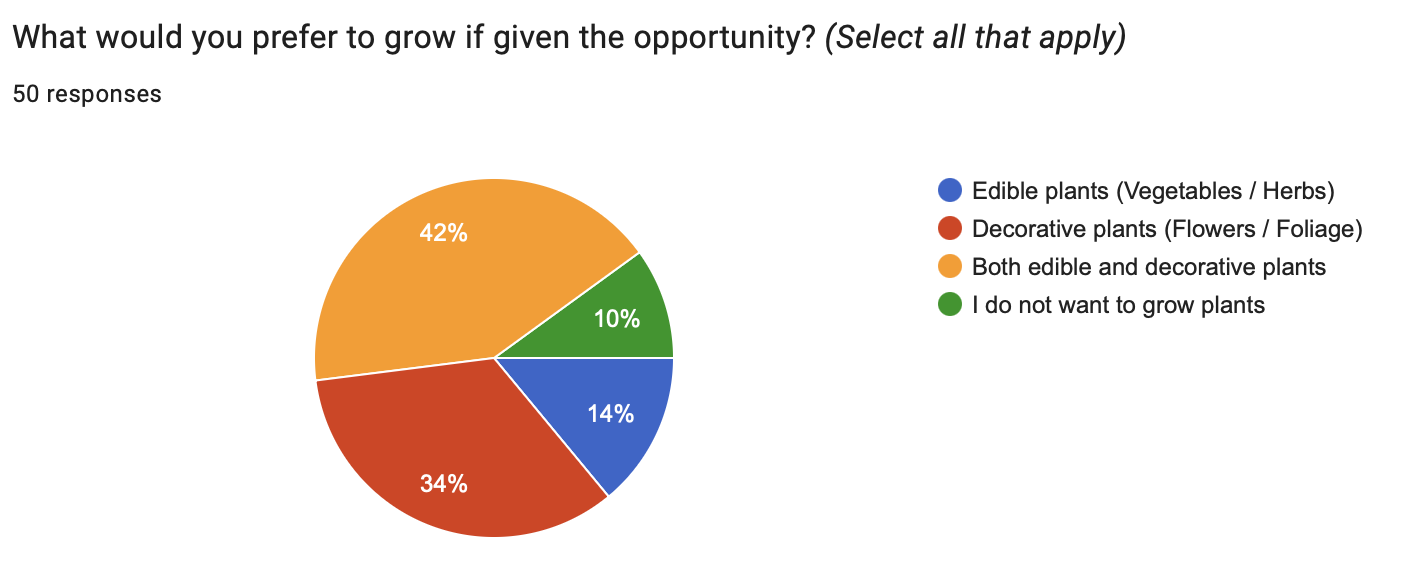 What would you prefer to grow if given the opportunity? (Select all that apply)
50 responses
42%
10%
14%
34%
Edible plants (Vegetables / Herbs)
Decorative plants (Flowers / Foliage)
Both edible and decorative plants
I do not want to grow plants